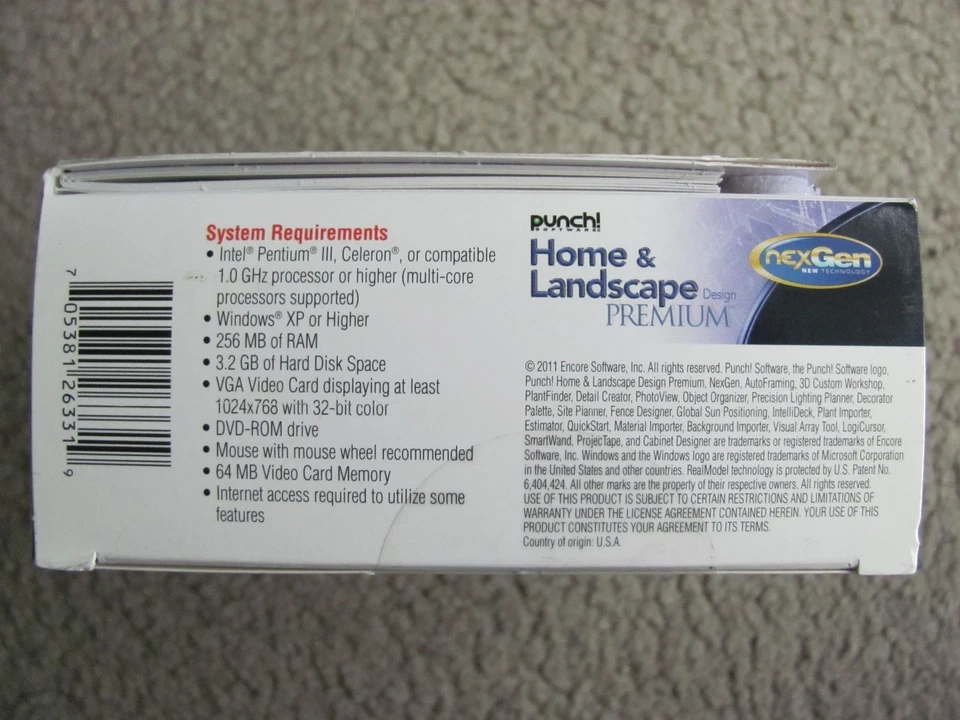 System Requirements
• Intel® Pentium® III, Celeron®, or compatible
1.0 GHz processor or higher (multi-core
processors supported)
• Windows® XP or Higher
• 256 MB of RAM
• 3.2 GB of Hard Disk Space
• VGA Video Card displaying at least
1024x768 with 32-bit color
• DVD-ROM drive
• Mouse with mouse wheel recommended
• 64 MB Video Card Memory
• Internet access required to utilize some
features
7 05381 26331 9
punch!
SOFTWARE
Home &
Landscape Design
PREMIUM™
nexGen
NEW TECHNOLOGY
© 2011 Encore Software, Inc. All rights reserved. Punch! Software, the Punch! Software logo,
Punch! Home & Landscape Design Premium, NexGen, AutoFraming, 3D Custom Workshop,
PlantFinder, Detail Creator, PhotoView, Object Organizer, Precision Lighting Planner, Decorator
Palette, Site Planner, Fence Designer, Global Sun Positioning, IntelliDeck, Plant Importer,
Estimator, QuickStart, Material Importer, Background Importer, Visual Array Tool, LogiCursor,
SmartWand, ProjecTape, and Cabinet Designer are trademarks or registered trademarks of Encore
Software, Inc. Windows and the Windows logo are registered trademarks of Microsoft Corporation
in the United States and other countries. RealModel technology is protected by U.S. Patent No.
6,404,424. All other marks are the property of their respective owners. All rights reserved.
USE OF THIS PRODUCT IS SUBJECT TO CERTAIN RESTRICTIONS AND LIMITATIONS OF
WARRANTY UNDER THE LICENSE AGREEMENT CONTAINED HEREIN. YOUR USE OF THIS
PRODUCT CONSTITUTES YOUR AGREEMENT TO ITS TERMS.
Country of origin: U.S.A.